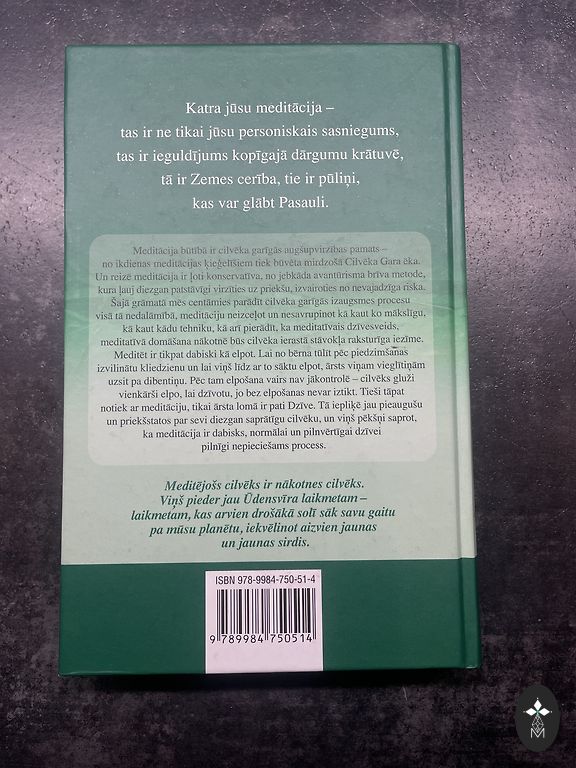 Katra jūsu meditācija –
tas ir ne tikai jūsu personiskais sasniegums,
tas ir ieguldījums kopīgajā dārgumu krātuvē,
tā ir Zemes cerība, tie ir pūliņi,
kas var glābt Pasauli.
Meditācija būtībā ir cilvēka garīgās augšupvirzības pamats –
no ikdienas meditācijas ķieģelīšiem tiek būvēta mirdzošā Cilvēka Gara ēka.
Un reizē meditācija ir ļoti konservatīva, no jebkāda avantūrisma brīva metode,
kura ļauj diezgan patstāvīgi virzīties uz priekšu, izvairoties no nevajadzīga riska.
Šajā grāmatā mēs centāmies parādīt cilvēka garīgās izaugsmes procesu
visā tā nedalāmībā, meditāciju neizceļot un nesavrupinot kā kaut ko mākslīgu,
kā kaut kādu tehniku, kā arī pierādīt, ka meditatīvais dzīvesveids,
meditatīvā domāšana nākotnē būs cilvēka ierastā stāvokļa raksturīga iezīme.
Meditēt ir tikpat dabiski kā elpot. Lai no bērna tūlīt pēc piedzimšanas
izvilinātu kliedzienu un lai viņš līdz ar to sāktu elpot, ārsts viņam vieglītiņām
uzsit pa dibentiņu. Pēc tam elpošana vairs nav jākontrolē – cilvēks gluži
vienkārši elpo, lai dzīvotu, jo bez elpošanas nevar iztikt. Tieši tāpat
notiek ar meditāciju, tikai ārsta lomā ir pati Dzīve. Tā iepliķē jau pieaugušu
un priekšstatos par sevi diezgan saprātīgu cilvēku, un viņš pēkšņi saprot,
ka meditācija ir dabisks, normālai un pilnvērtīgai dzīvei
pilnīgi nepieciešams process.
Meditējošs cilvēks ir nākotnes cilvēks.
Viņš pieder jau Ūdensvīra laikmetam –
laikmetam, kas arvien drošākā solī sāk savu gaitu
pa mūsu planētu, iekvēlinot aizvien jaunas
un jaunas sirdis.
ISBN 978-9984-750-51-4
9 789984 750514
M